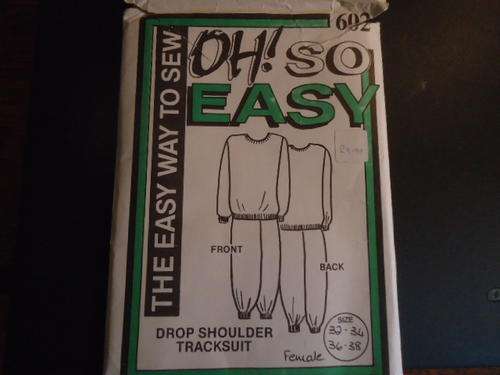 602
THE EASY WAY TO SEW
OH! SO
EASY
FRONT
BACK
DROP SHOULDER
TRACKSUIT
Female
SIZE
32-34
36-38